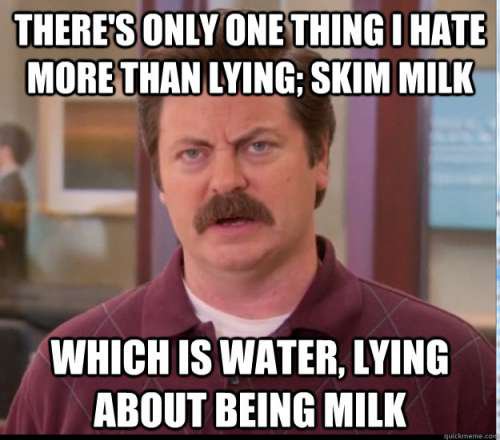 THERE'S ONLY ONE THING I HATE
MORE THAN LYING; SKIM MILK
WHICH IS WATER, LYING
ABOUT BEING MILK
quickmeme.com